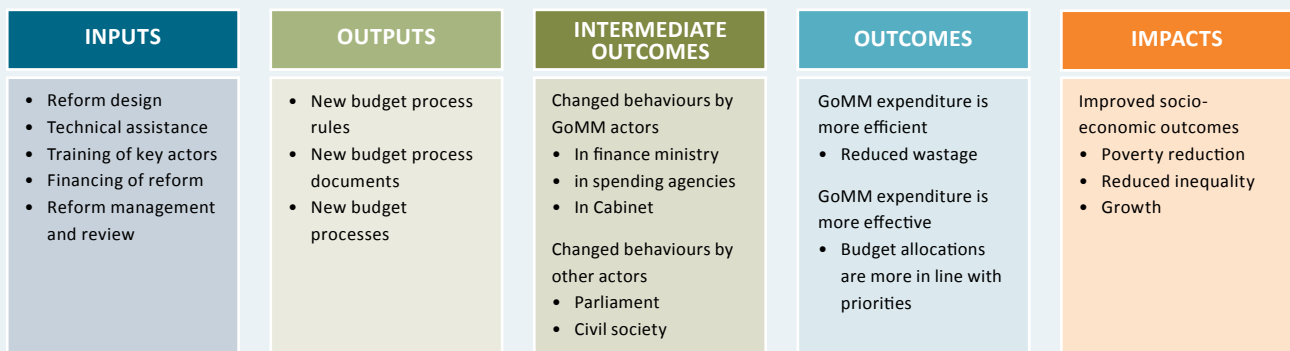 INPUTS
• Reform design
• Technical assistance
• Training of key actors
• Financing of reform
• Reform management
and review
OUTPUTS
• New budget process
rules
• New budget process
documents
• New budget
processes
INTERMEDIATE
OUTCOMES
Changed behaviours by
GoMM actors
• In finance ministry
• in spending agencies
• In Cabinet
Changed behaviours by
other actors
• Parliament
• Civil society
OUTCOMES
GoMM expenditure is
more efficient
• Reduced wastage
GoMM expenditure is
more effective
• Budget allocations
are more in line with
priorities
IMPACTS
Improved socio-
economic outcomes
• Poverty reduction
• Reduced inequality
• Growth